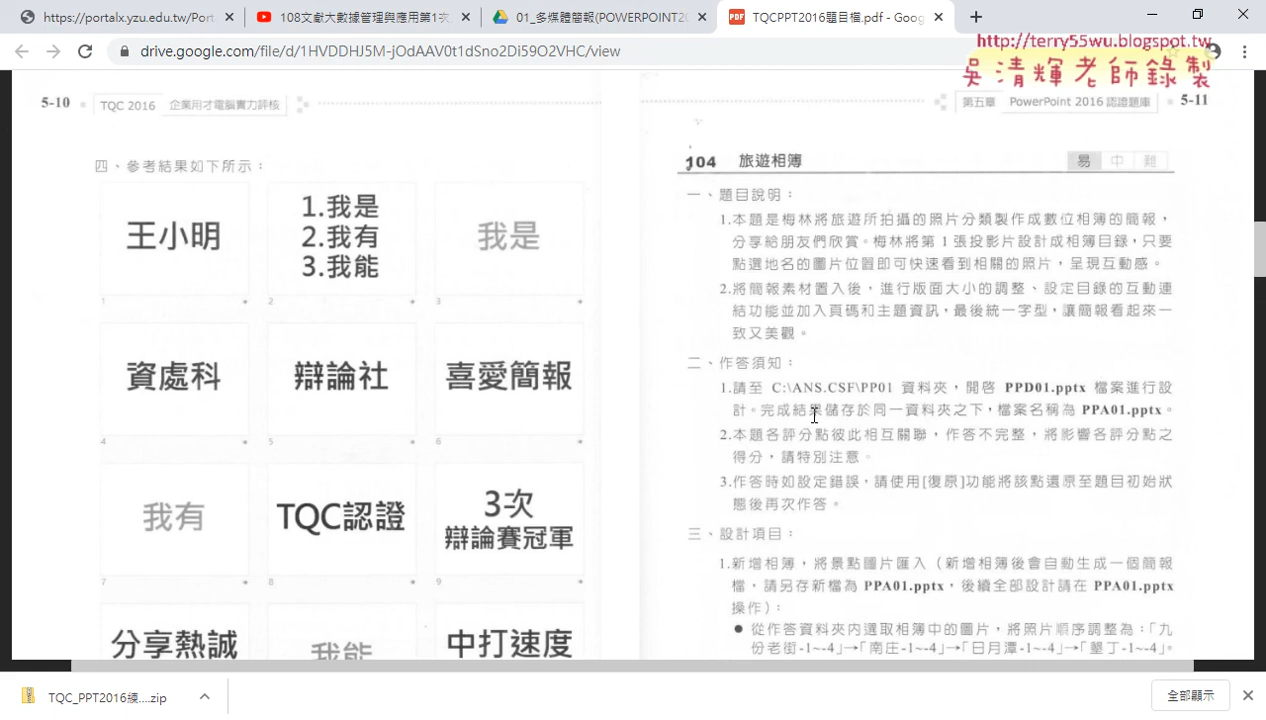 https://portalx.yzu.edu.tw/Port
108文獻大數據管理與應用第1次
01_多媒體簡報(POWERPOINT20
TQCPPT2016題目檔.pdf - Goog
drive.google.com/file/d/1HVDDHJ5M-jOdAAV0t1dSno2Di59O2VHC/view
http://terry55wu.blogspot.tw
吳清輝老師錄製
5-10 TQC 2016 企業用才電腦實力評核
四、參考結果如下所示：
王小明
1.我是
2.我有
3.我能
我是
1
2
3
資處科
辯論社
喜愛簡報
4
5
6
我有
TQC認證
3次
辯論賽冠軍
7
8
9
分享熱誠
我能
中打速度
第五章 PowerPoint 2016 認證題庫 5-11
104 旅遊相簿 易 中 難
一、題目說明：
1.本題是梅林將旅遊所拍攝的照片分類製作成數位相簿的簡報，
分享給朋友們欣賞。梅林將第 1 張投影片設計成相簿目錄，只要
點選地名的圖片位置即可快速看到相關的照片，呈現互動感。
2.將簡報素材置入後，進行版面大小的調整、設定目錄的互動連
結功能並加入頁碼和主題資訊，最後統一字型，讓簡報看起來一
致又美觀。
二、作答須知：
1.請至 C:\ANS.CSF\PP01 資料夾，開啓 PPD01.pptx 檔案進行設
計。完成結果儲存於同一資料夾之下，檔案名稱為 PPA01.pptx。
2.本題各評分點彼此相互關聯，作答不完整，將影響各評分點之
得分，請特別注意。
3.作答時如設定錯誤，請使用[復原]功能將該點還原至題目初始狀
態後再次作答。
三、設計項目：
1.新增相簿，將景點圖片匯入（新增相簿後會自動生成一個簡報
檔，請另存新檔為 PPA01.pptx，後續全部設計請在 PPA01.pptx
操作）：
● 從作答資料夾內選取相簿中的圖片，將照片順序調整為：「九
份老街-1~-4」→「南庄-1~-4」→「日月潭-1~-4」→「墾丁-1~-4」。
TQC_PPT2016練....zip
全部顯示